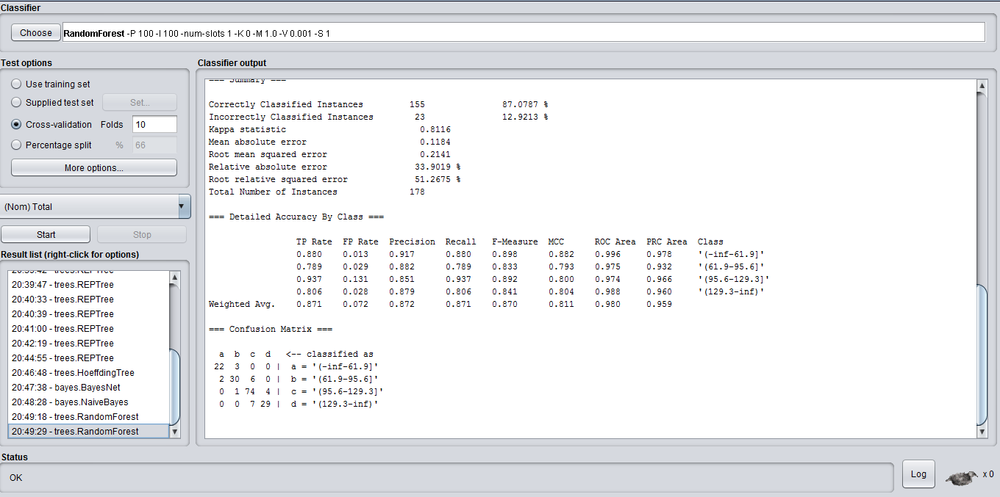 Classifier
Choose RandomForest -P 100 -I 100 -num-slots 1 -K 0 -M 1.0 -V 0.001 -S 1
Test options
Use training set
Supplied test set Set...
Cross-validation Folds 10
Percentage split % 66
More options...
(Nom) Total
Start Stop
Result list (right-click for options)
20:39:42 - trees.REPTree
20:39:47 - trees.REPTree
20:40:33 - trees.REPTree
20:40:39 - trees.REPTree
20:41:00 - trees.REPTree
20:42:19 - trees.REPTree
20:44:55 - trees.REPTree
20:46:48 - trees.HoeffdingTree
20:47:38 - bayes.BayesNet
20:48:28 - bayes.NaiveBayes
20:49:18 - trees.RandomForest
20:49:29 - trees.RandomForest
Classifier output
=== Summary ===
Correctly Classified Instances 155 87.0787 %
Incorrectly Classified Instances 23 12.9213 %
Kappa statistic 0.8116
Mean absolute error 0.1184
Root mean squared error 0.2141
Relative absolute error 33.9019 %
Root relative squared error 51.2675 %
Total Number of Instances 178
=== Detailed Accuracy By Class ===
TP Rate FP Rate Precision Recall F-Measure MCC ROC Area PRC Area Class
0.880 0.013 0.917 0.880 0.898 0.882 0.996 0.978 '(-inf-61.9]'
0.789 0.029 0.882 0.789 0.833 0.793 0.975 0.932 '(61.9-95.6]'
0.937 0.131 0.851 0.937 0.892 0.800 0.974 0.966 '(95.6-129.3]'
0.806 0.028 0.879 0.806 0.841 0.804 0.988 0.960 '(129.3-inf)'
Weighted Avg. 0.871 0.072 0.872 0.871 0.870 0.811 0.980 0.959
=== Confusion Matrix ===
a b c d <-- classified as
22 3 0 0 | a = '(-inf-61.9]'
2 30 6 0 | b = '(61.9-95.6]'
0 1 74 4 | c = '(95.6-129.3]'
0 0 7 29 | d = '(129.3-inf)'
Status
OK
Log x 0